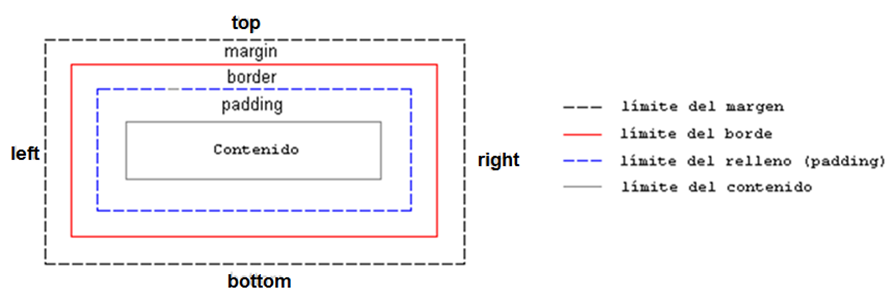 top
margin
border
padding
left
Contenido
right
bottom
límite del margen
límite del borde
límite del relleno (padding)
límite del contenido